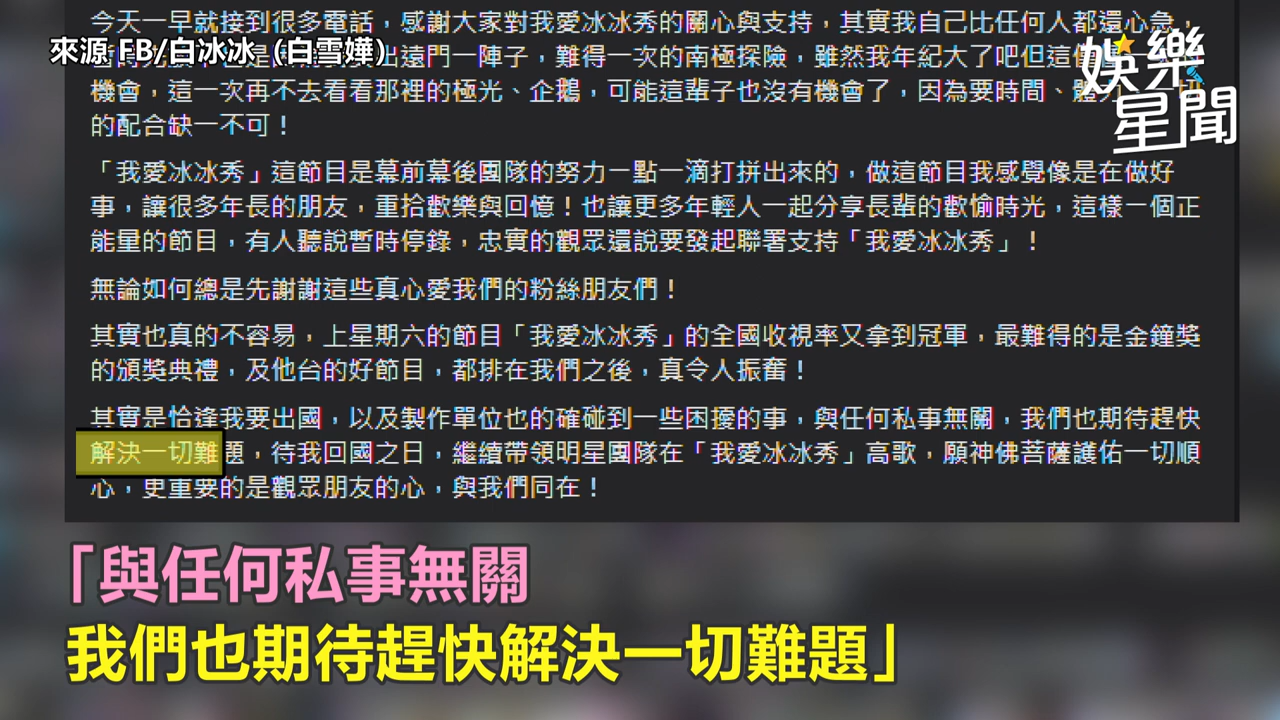 今天一早就接到很多電話，感謝大家對我愛冰冰秀的關心與支持，其實我自己比任何人都還心急，
來源 FB/白冰冰（白雪嬅）
出遠門一陣子，難得一次的南極探險，雖然我年紀大了吧但這
娛樂星聞
機會，這一次再不去看看那裡的極光、企鵝，可能這輩子也沒有機會了，因為要時間、體力
的配合缺一不可！
「我愛冰冰秀」這節目是幕前幕後團隊的努力一點一滴打拼出來的，做這節目我感覺像是在做好
事，讓很多年長的朋友，重拾歡樂與回憶！也讓更多年輕人一起分享長輩的歡愉時光，這樣一個正
能量的節目，有人聽說暫時停錄，忠實的觀眾還說要發起聯署支持「我愛冰冰秀」！
無論如何總是先謝謝這些真心愛我們的粉絲朋友們！
其實也真的不容易，上星期六的節目「我愛冰冰秀」的全國收視率又拿到冠軍，最難得的是金鐘獎
的頒獎典禮，及他台的好節目，都排在我們之後，真令人振奮！
其實是恰逢我要出國，以及製作單位也的確碰到一些困擾的事，與任何私事無關，我們也期待趕快
解決一切難題，待我回國之日，繼續帶領明星團隊在「我愛冰冰秀」高歌，願神佛菩薩護佑一切順
心，更重要的是觀眾朋友的心，與我們同在！
「與任何私事無關
我們也期待趕快解決一切難題」